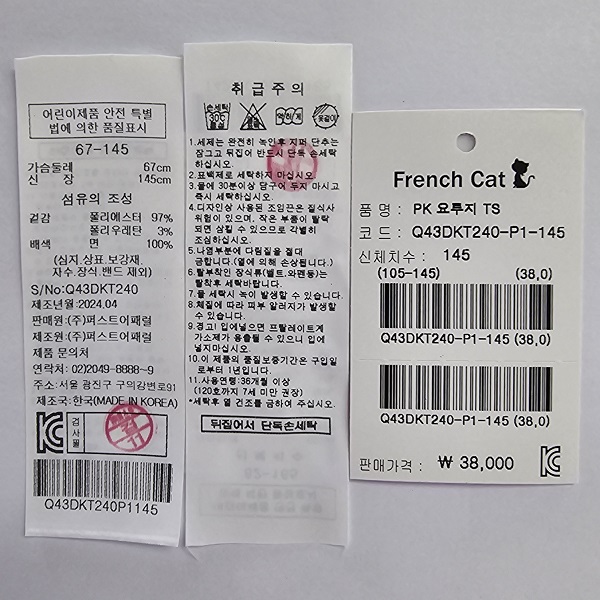 어린이제품 안전 특별
법에 의한 품질표시
67-145
가슴둘레 67cm
신 장 145cm
섬유의 조성
겉감 폴리에스터 97%
폴리우레탄 3%
배색 면 100%
(심지.상표.보강재.
자수.장식.밴드 제외)
S/No:Q43DKT240
제조년월:2024.04
판매원:(주)퍼스트어패럴
제조원:(주)퍼스트어패럴
제품 문의처
연락처: 02)2049-8888~9
주소: 서울 광진구 구의강변로91
제조국:한국(MADE IN KOREA)
검사필
Q43DKT240P1145
취급주의
손세탁
30℃
중성
약하게
옷걸이
1.세제는 완전히 녹인후 지퍼 단추는
잠그고 뒤집어 반드시 단독 손세탁
하십시오.
2.표백제로 세탁하지 마십시오
3.물에 30분이상 담구어 두지 마시고
즉시 세탁하십시오.
4.디자인상 사용된 조임끈은 질식사
위험이 있으며, 작은 부품이 탈락
되면 삼킬 수 있으므로 각별히
조심하십시오.
5.나염부분에 다림질을 절대
금합니다.(열에 의해 손상됩니다.)
6.탈부착인 장식류(벨트,와펜등)는
탈착후 세탁바랍니다.
7.물 세탁시 녹이 발생할 수 있습니다.
8.체질에 따라 피부 알러지가 발생할
수 있습니다.
9.경고! 입에넣으면 프탈레이트계
가소제가 용출될 수 있으니 입에
넣지마십시오.
10.이 제품의 품질보증기간은 구입일
로부터 1년입니다.
11.사용연령:36개월 이상
(120호까지 7세 미만 권장)
*세탁후 열 건조를 금하여 주십시오.
뒤집어서 단독손세탁
French Cat
품 명 : PK 요루지 TS
코 드 : Q43DKT240-P1-145
신체치수 : 145
(105-145) (38,0)
Q43DKT240-P1-145 (38,0)
Q43DKT240-P1-145 (38,0)
판매가격 : ₩ 38,000